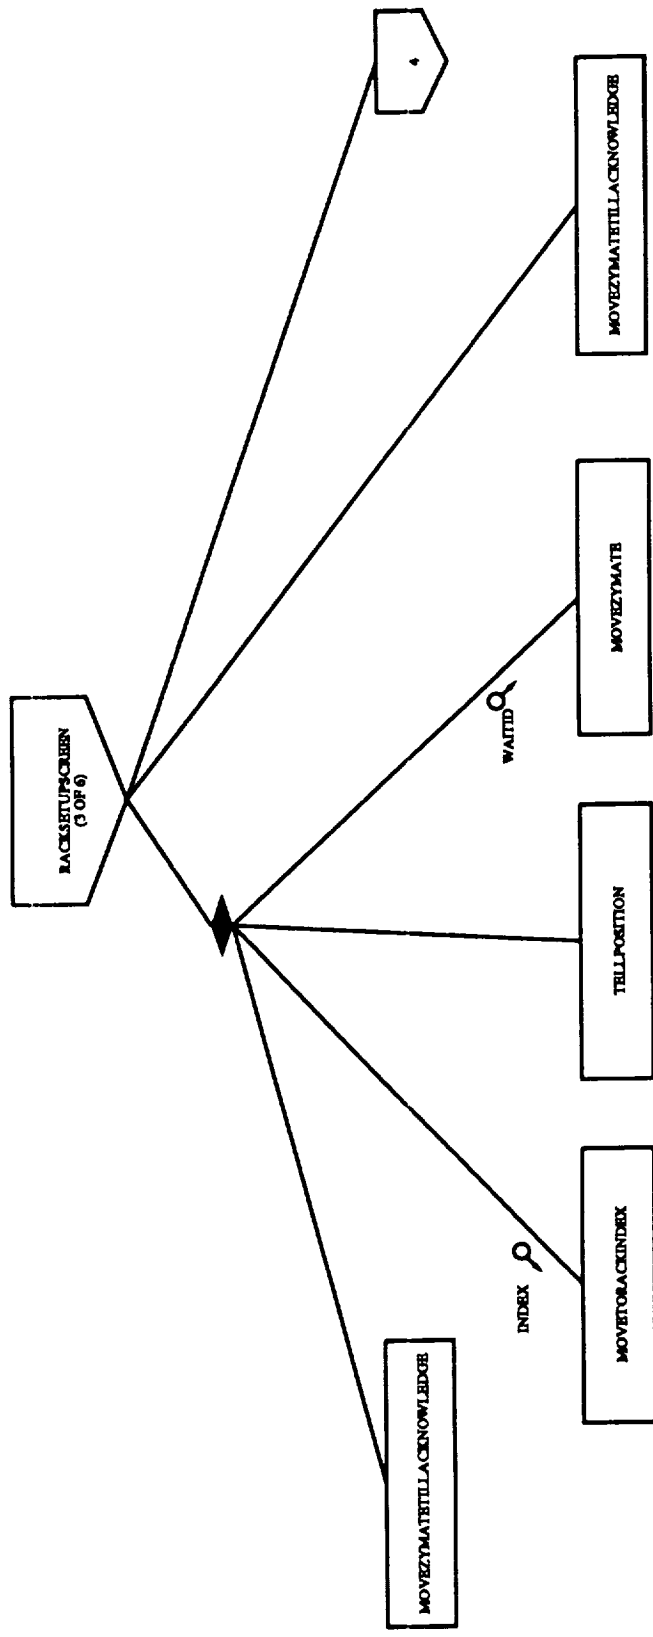 RACKSETUPSCREEN
(3 OF 6)
4
MOVEZYMATETILLACKNOWLEDGE
INDEX
WAITID
MOVETORACKINDEX
TELLPOSITION
MOVEZYMATE
MOVEZYMATETILLACKNOWLEDGE